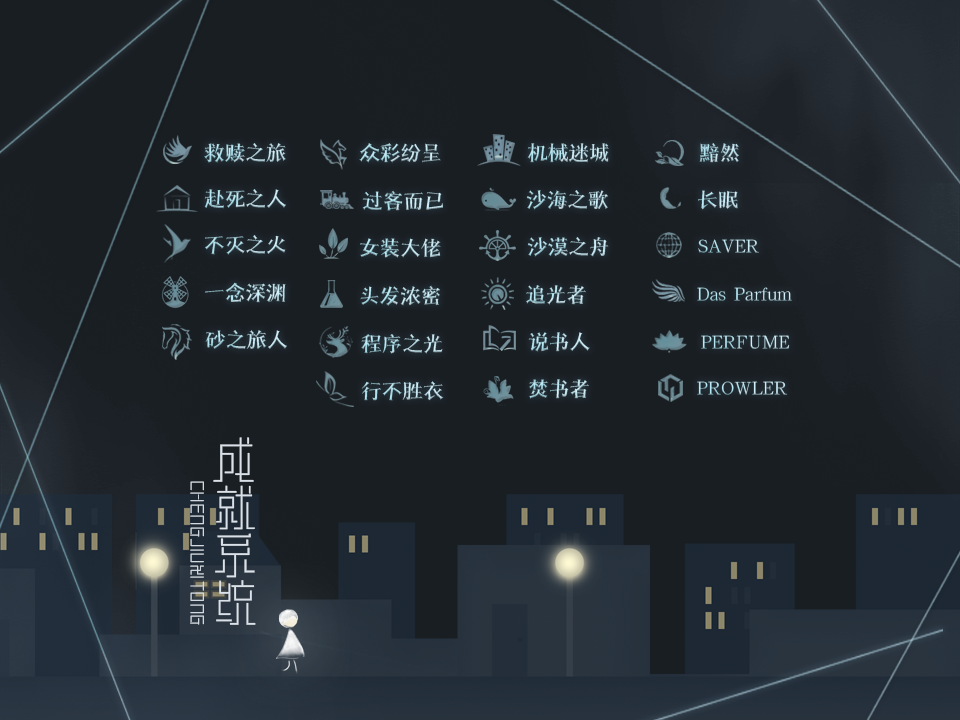 救赎之旅 众彩纷呈 机械迷城 黯然
赴死之人 过客而已 沙海之歌 长眠
不灭之火 女装大佬 沙漠之舟 SAVER
一念深渊 头发浓密 追光者 Das Parfum
砂之旅人 程序之光 说书人 PERFUME
行不胜衣 焚书者 PROWLER
成就系统
CHENG JIU XI TONG